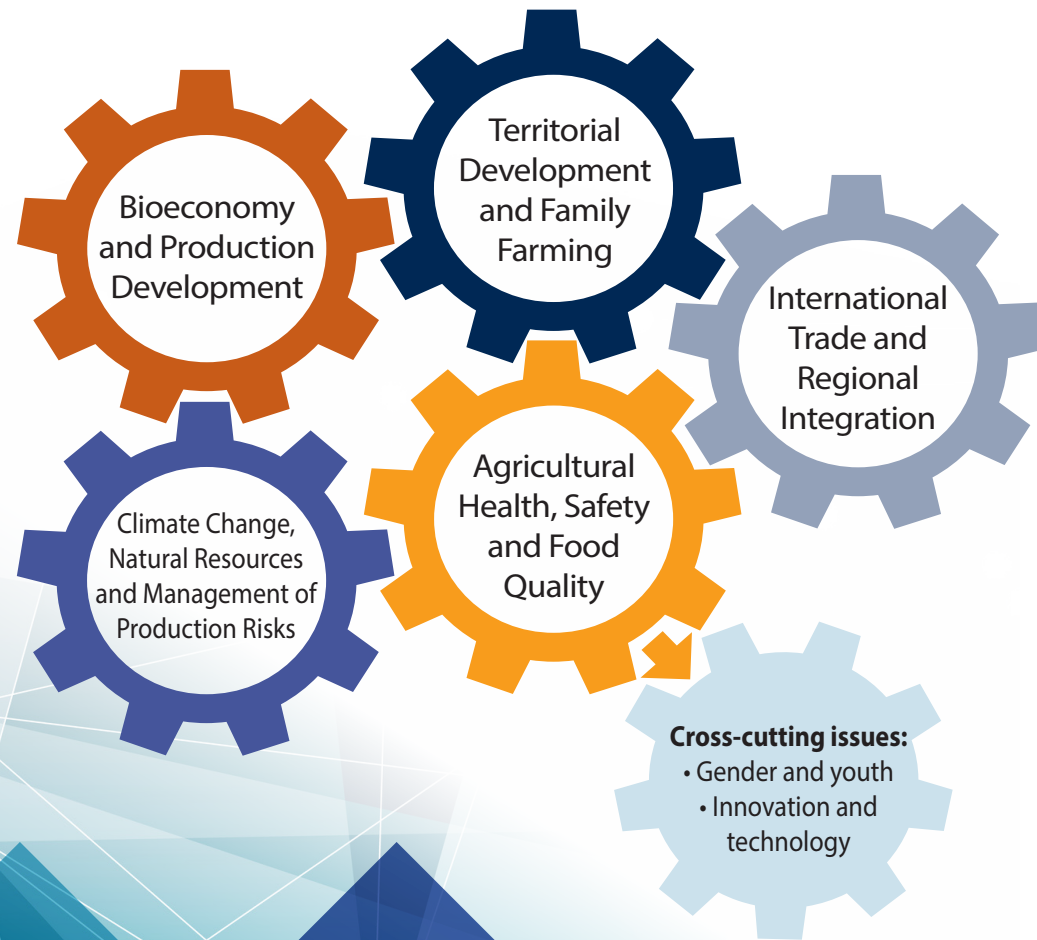 Bioeconomy
and Production
Development
Territorial
Development
and Family
Farming
International
Trade and
Regional
Integration
Climate Change,
Natural Resources
and Management of
Production Risks
Agricultural
Health, Safety
and Food
Quality
Cross-cutting issues:
• Gender and youth
• Innovation and
technology